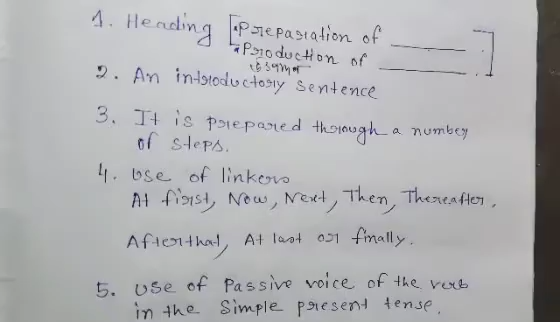 1. Heading [• Preparation of ______
• Production of ______ .]
2. An introductory sentence
3. It is prepared through a number
of steps.
4. Use of linkers
At first, Now, Next, Then, Thereafter,
Afterthat, At last or finally.
5. Use of Passive voice of the verb
in the Simple present tense.